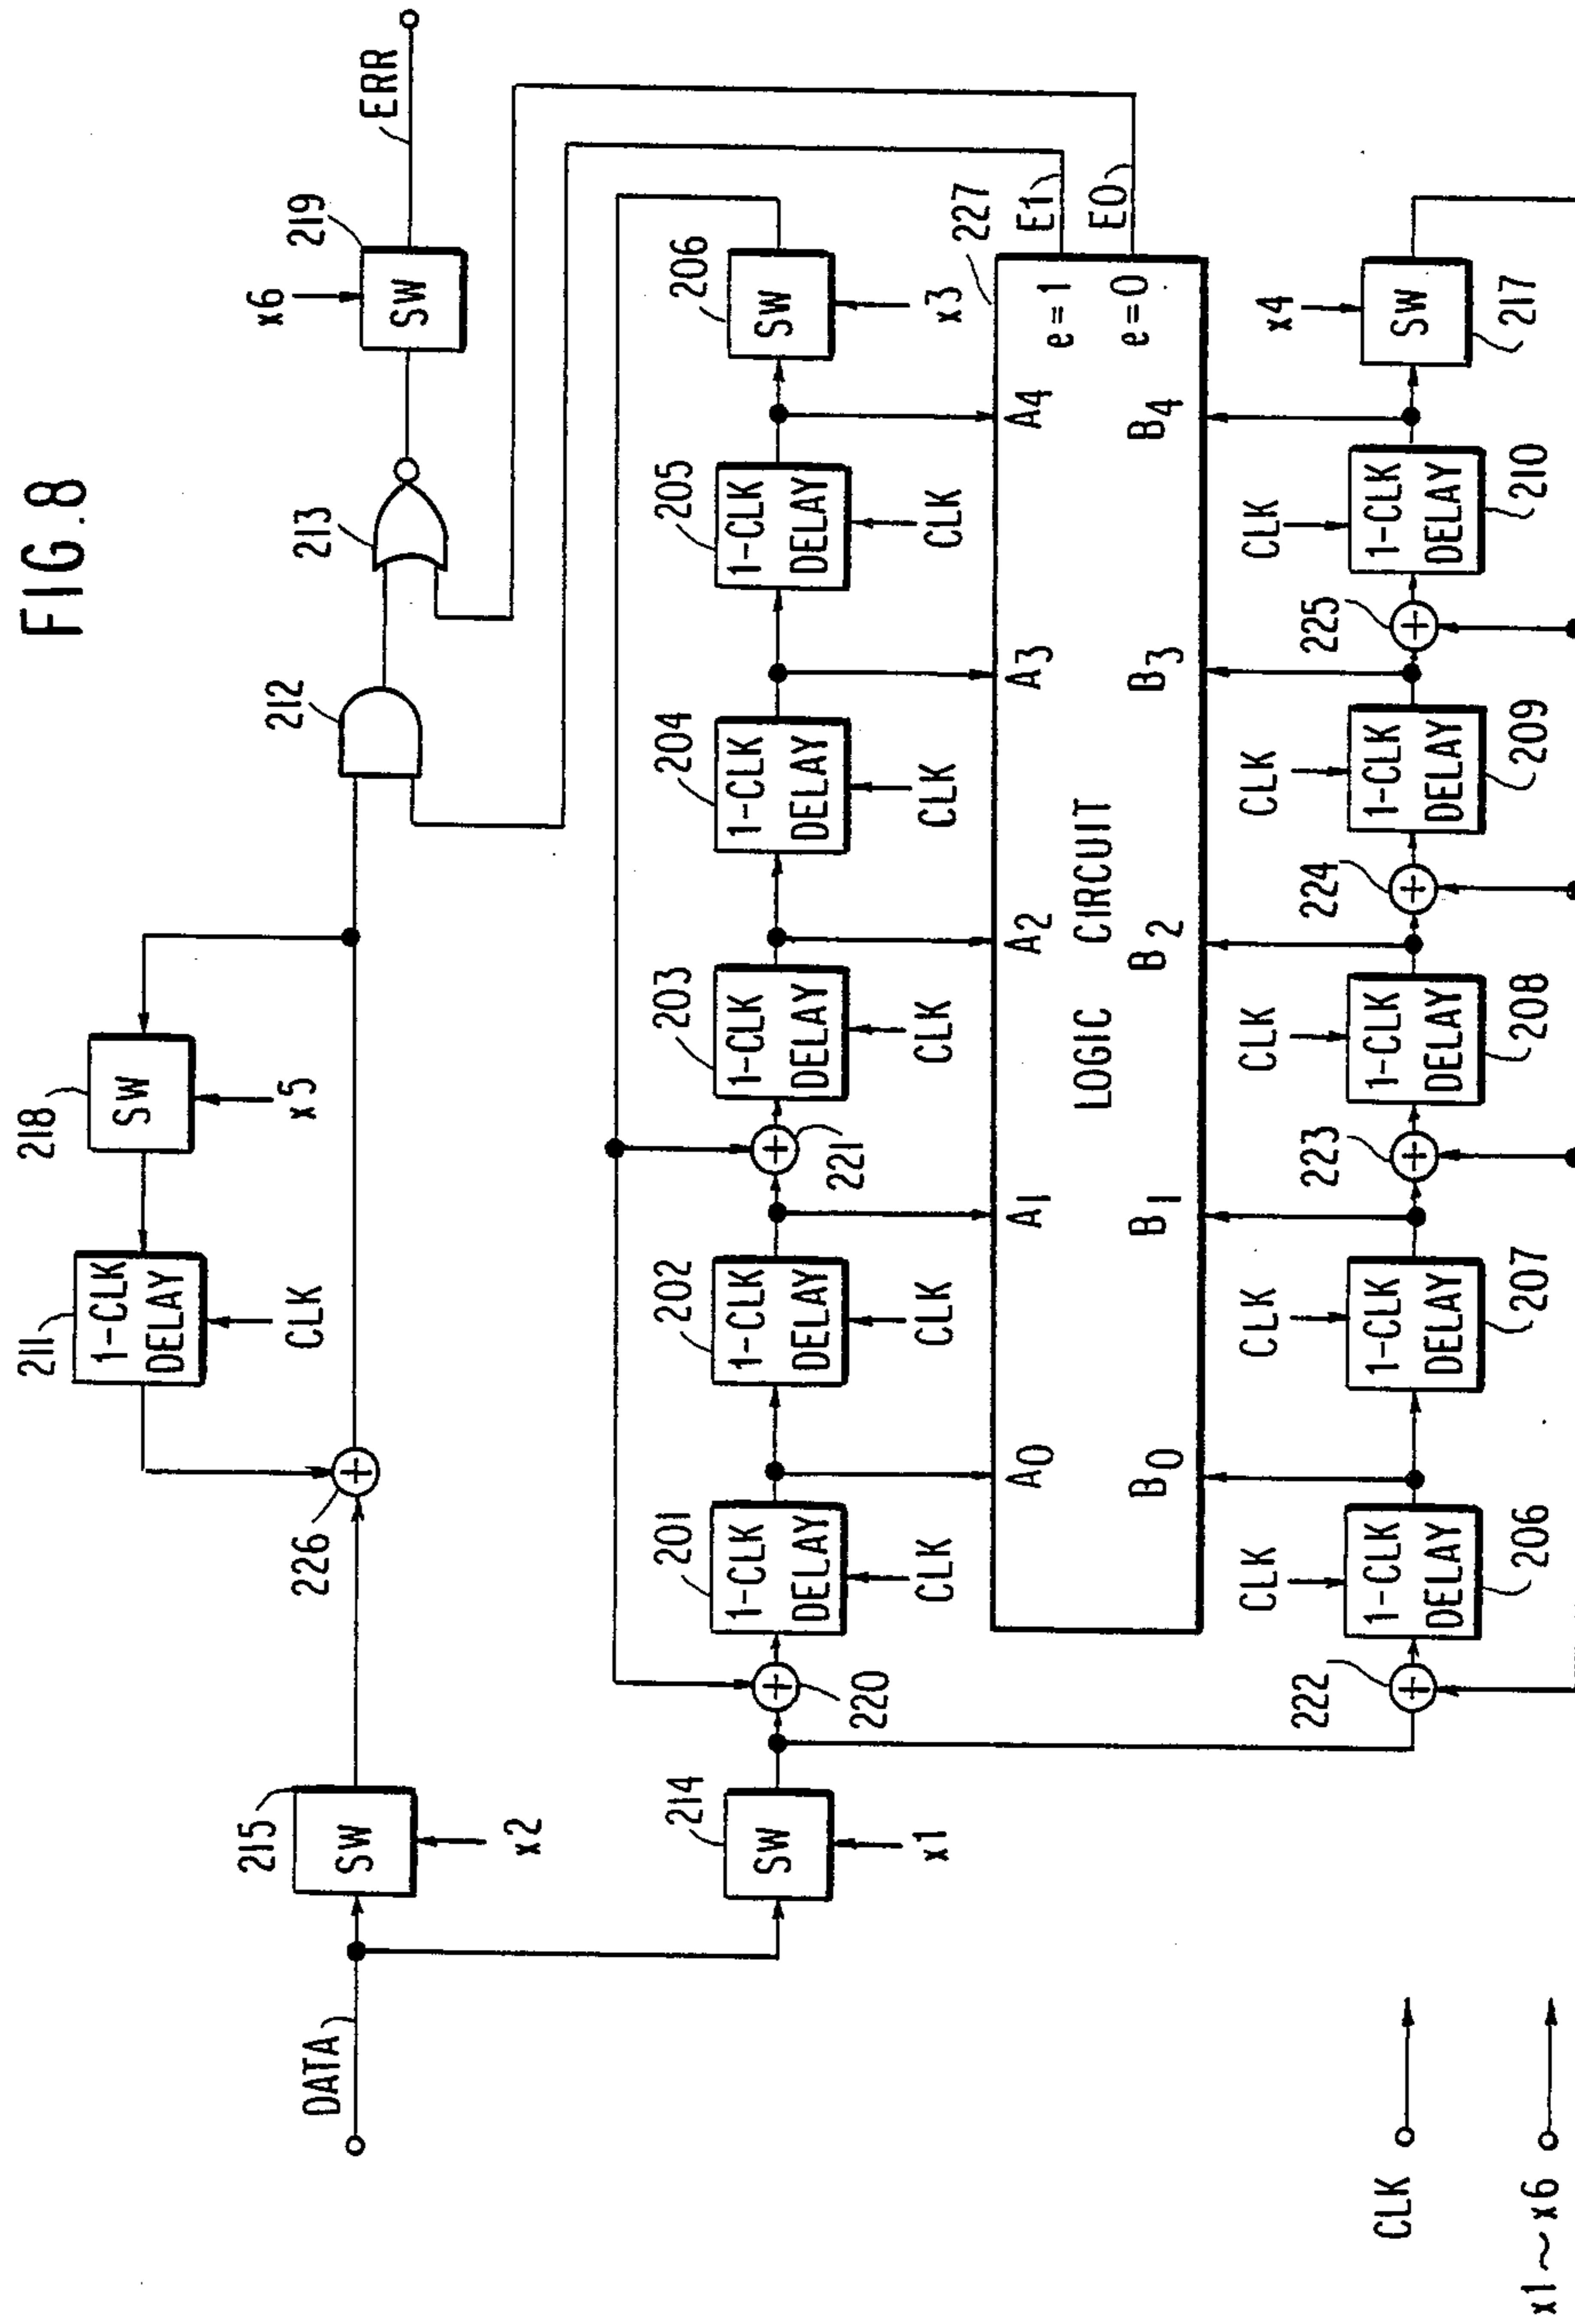 FIG.8
DATA
215
SW
x2
226
211
1-CLK
DELAY
CLK
218
SW
x5
212
213
219
x6
SW
ERR
214
SW
x1
220
201
1-CLK
DELAY
CLK
202
1-CLK
DELAY
CLK
221
203
1-CLK
DELAY
CLK
204
1-CLK
DELAY
CLK
205
1-CLK
DELAY
CLK
206
SW
x3
227
A0
A1
A2
A3
A4
LOGIC CIRCUIT
e=1
e=0
E1
E0
B0
B1
B2
B3
B4
222
CLK
1-CLK
DELAY
206
CLK
1-CLK
DELAY
207
223
CLK
1-CLK
DELAY
208
224
CLK
1-CLK
DELAY
209
225
CLK
1-CLK
DELAY
210
x4
SW
217
CLK
x1~x6